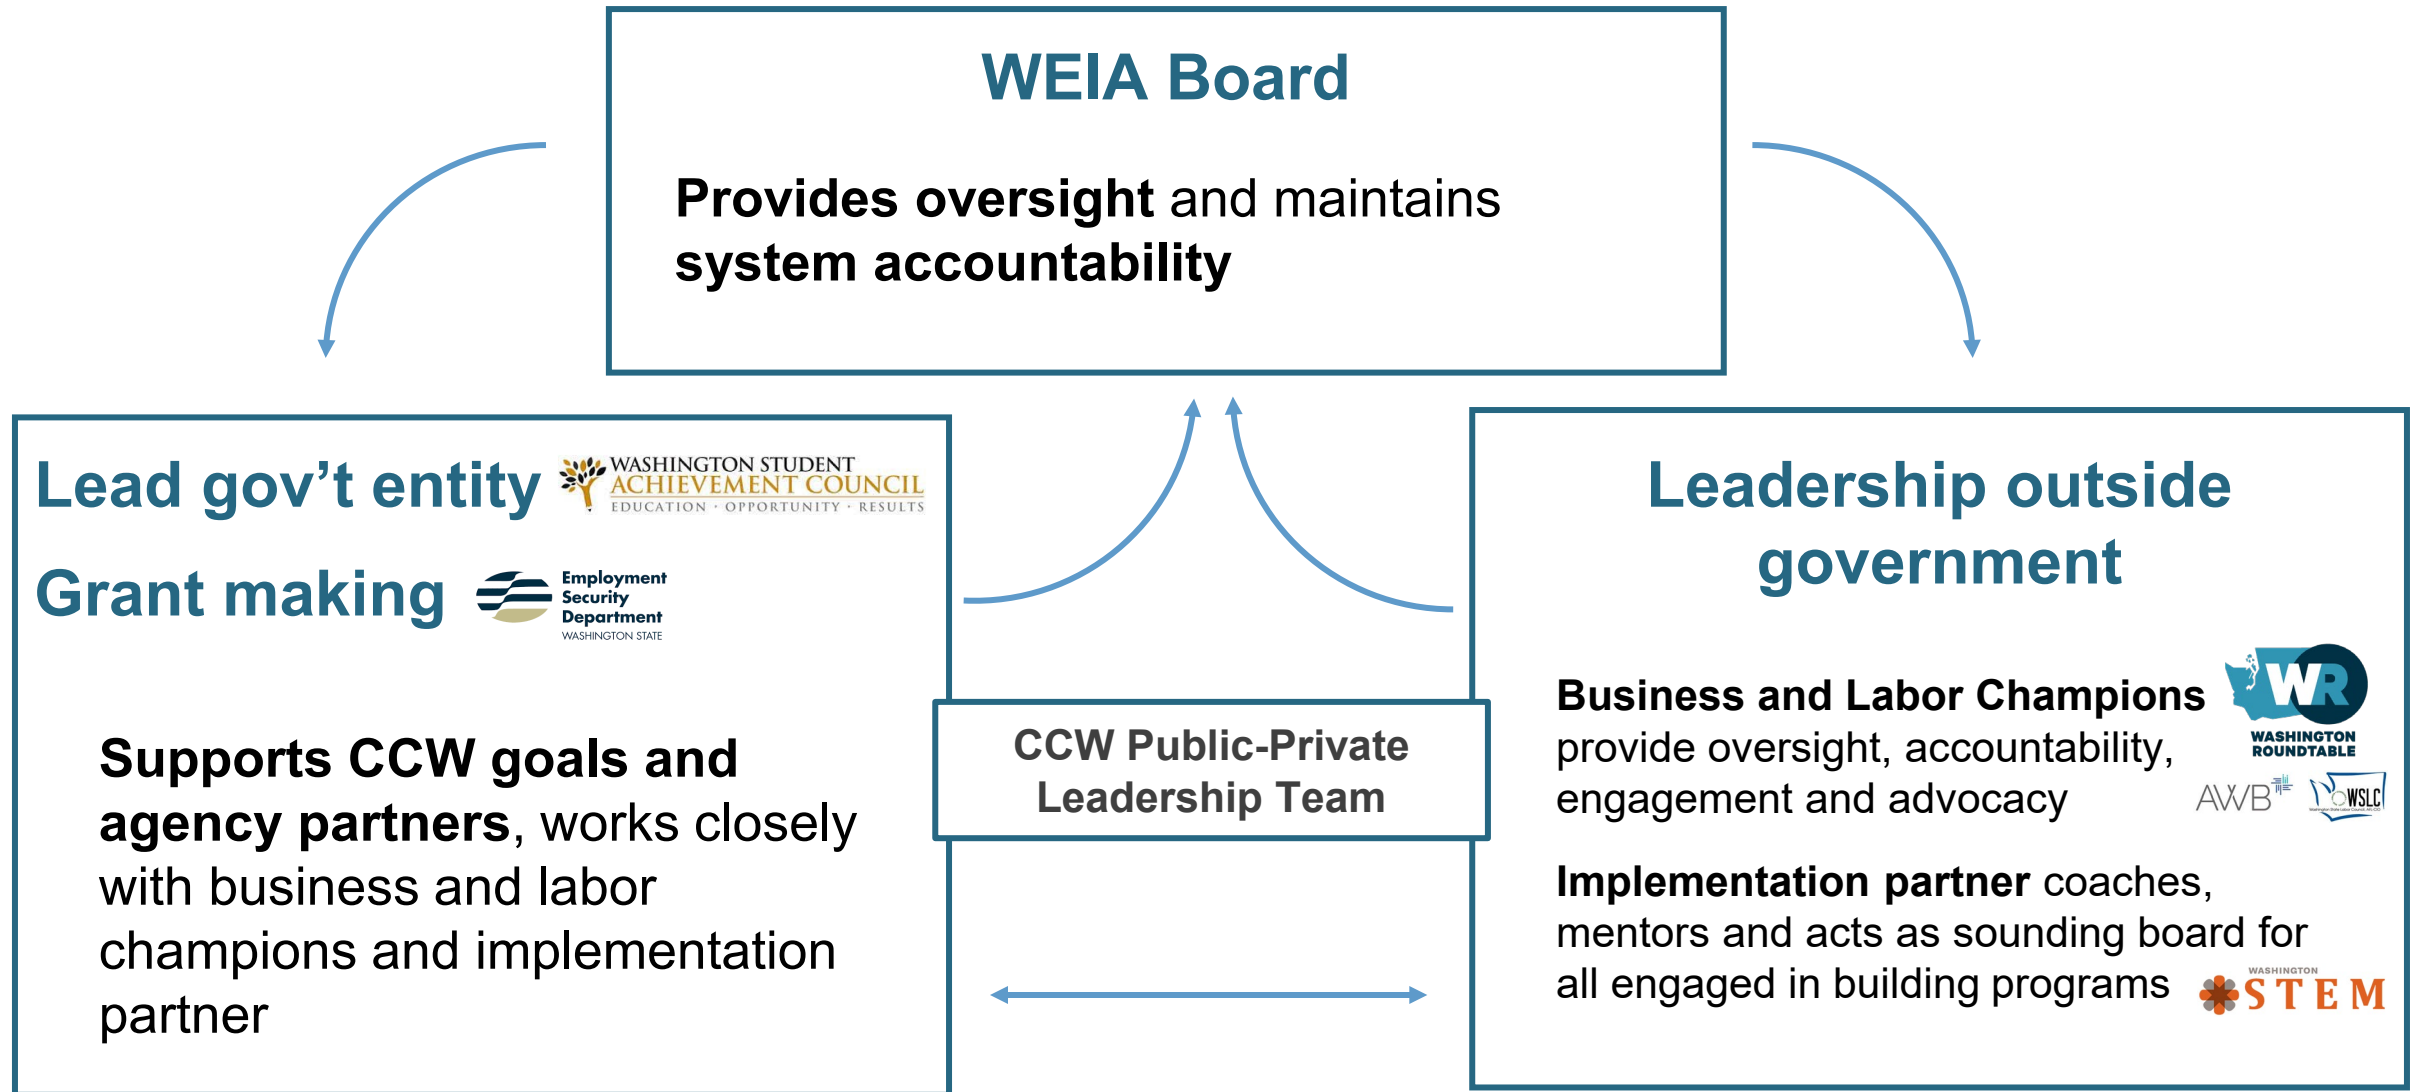 WEIA Board
Provides oversight and maintains
system accountability
Lead gov’t entity
WASHINGTON STUDENT
ACHIEVEMENT COUNCIL
EDUCATION · OPPORTUNITY · RESULTS
Grant making
Employment
Security
Department
WASHINGTON STATE
Supports CCW goals and
agency partners, works closely
with business and labor
champions and implementation
partner
CCW Public-Private
Leadership Team
Leadership outside
government
Business and Labor Champions
provide oversight, accountability,
engagement and advocacy
WR
WASHINGTON
ROUNDTABLE
AWB
WSLC
Implementation partner coaches,
mentors and acts as sounding board for
all engaged in building programs
WASHINGTON
STEM